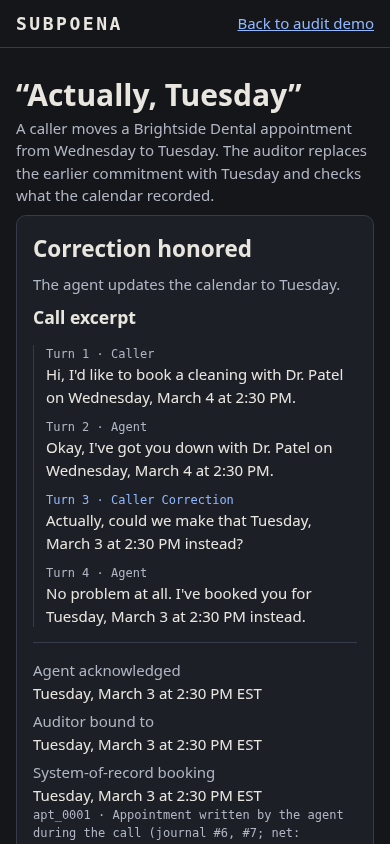 SUBPOENA
Back to audit demo
“Actually, Tuesday”
A caller moves a Brightside Dental appointment
from Wednesday to Tuesday. The auditor replaces
the earlier commitment with Tuesday and checks
what the calendar recorded.
Correction honored
The agent updates the calendar to Tuesday.
Call excerpt
Turn 1 · Caller
Hi, I'd like to book a cleaning with Dr. Patel
on Wednesday, March 4 at 2:30 PM.
Turn 2 · Agent
Okay, I've got you down with Dr. Patel on
Wednesday, March 4 at 2:30 PM.
Turn 3 · Caller Correction
Actually, could we make that Tuesday,
March 3 at 2:30 PM instead?
Turn 4 · Agent
No problem at all. I've booked you for
Tuesday, March 3 at 2:30 PM instead.
Agent acknowledged
Tuesday, March 3 at 2:30 PM EST
Auditor bound to
Tuesday, March 3 at 2:30 PM EST
System-of-record booking
Tuesday, March 3 at 2:30 PM EST
apt_0001 · Appointment written by the agent
during the call (journal #6, #7; net: